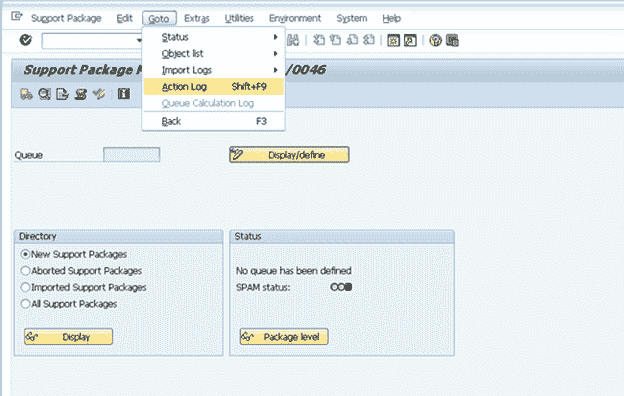 Support Package Edit Goto Extras Utilities Environment System Help
Status
Object list
Import Logs
Action Log Shift+F9
Queue Calculation Log
Back F3
Support Package /0046
Queue Display/define
Directory
New Support Packages
Aborted Support Packages
Imported Support Packages
All Support Packages
Display
Status
No queue has been defined
SPAM status:
Package level